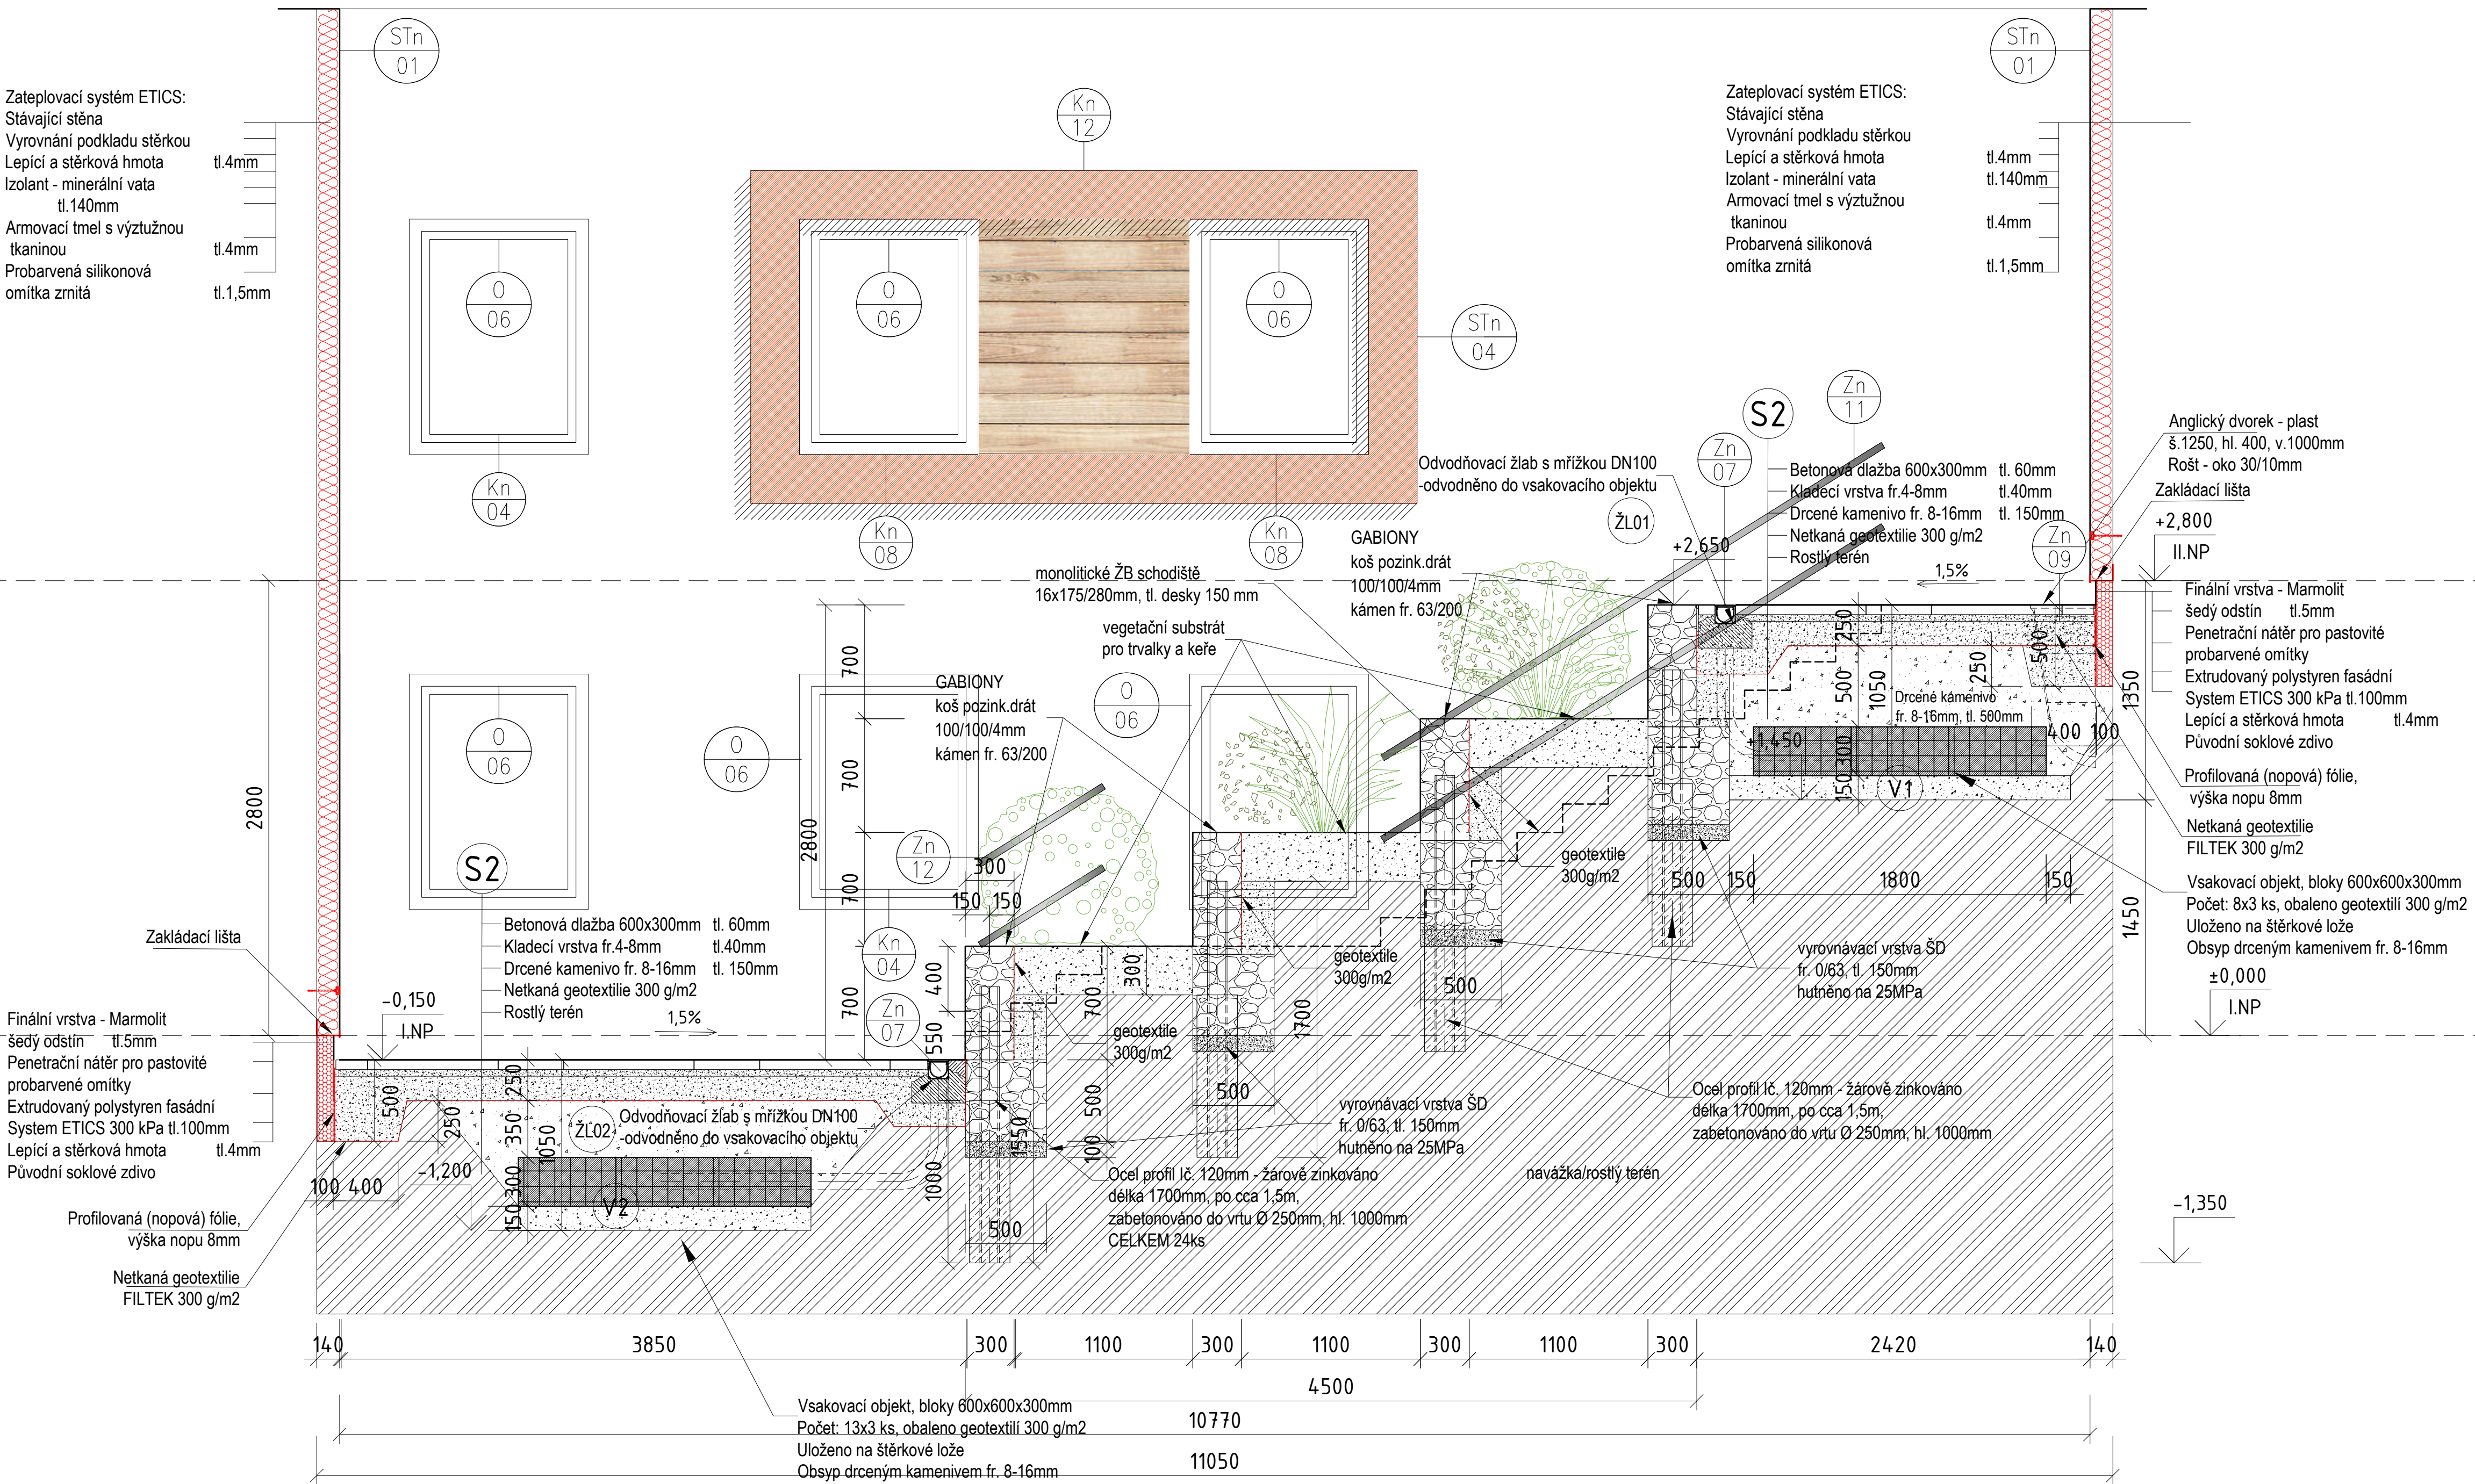 STn
01
STn
01
Zateplovací systém ETICS:
Stávající stěna
Vyrovnání podkladu stěrkou
Lepící a stěrková hmota tl.4mm
Izolant - minerální vata
tl.140mm
Armovací tmel s výztužnou
tkaninou tl.4mm
Probarvená silikonová
omítka zrnitá tl.1,5mm
Kn
12
Zateplovací systém ETICS:
Stávající stěna
Vyrovnání podkladu stěrkou
Lepící a stěrková hmota tl.4mm
Izolant - minerální vata tl.140mm
Armovací tmel s výztužnou
tkaninou tl.4mm
Probarvená silikonová
omítka zrnitá tl.1,5mm
O
06
O
06
O
06
STn
04
Kn
04
Kn
08
Kn
08
Zn
11
S2
Zn
07
Odvodňovací žlab s mřížkou DN100
-odvodněno do vsakovacího objektu
ŽL01
Betonová dlažba 600x300mm tl. 60mm
Kladecí vrstva fr.4-8mm tl.40mm
Drcené kamenivo fr. 8-16mm tl. 150mm
Netkaná geotextilie 300 g/m2
Rostlý terén
Zn
09
1,5%
Anglický dvorek - plast
š.1250, hl. 400, v.1000mm
Rošt - oko 30/10mm
Zakládací lišta
+2,800
II.NP
GABIONY
koš pozink.drát
100/100/4mm
kámen fr. 63/200
+2,650
monolitické ŽB schodiště
16x175/280mm, tl. desky 150 mm
vegetační substrát
pro trvalky a keře
Finální vrstva - Marmolit
šedý odstín tl.5mm
Penetrační nátěr pro pastovité
probarvené omítky
Extrudovaný polystyren fasádní
System ETICS 300 kPa tl.100mm
Lepící a stěrková hmota tl.4mm
Původní soklové zdivo
Profilovaná (nopová) fólie,
výška nopu 8mm
Netkaná geotextilie
FILTEK 300 g/m2
Vsakovací objekt, bloky 600x600x300mm
Počet: 8x3 ks, obaleno geotextilí 300 g/m2
Uloženo na štěrkové lože
Obsyp drceným kamenivem fr. 8-16mm
±0,000
I.NP
-1,350
250
500
1050
250
500
1350
Drcené kamenivo
fr. 8-16mm, tl. 500mm
+1,450
300
150
400 100
V1
500 150 1800 150
1450
GABIONY
koš pozink.drát
100/100/4mm
kámen fr. 63/200
O
06
O
06
O
06
700
700
700
700
2800
2800
Zn
12
300
150 150
Kn
04
Zn
07
400
550
S2
Betonová dlažba 600x300mm tl. 60mm
Kladecí vrstva fr.4-8mm tl.40mm
Drcené kamenivo fr. 8-16mm tl. 150mm
Netkaná geotextilie 300 g/m2
Rostlý terén
1,5%
Zakládací lišta
-0,150
I.NP
Finální vrstva - Marmolit
šedý odstín tl.5mm
Penetrační nátěr pro pastovité
probarvené omítky
Extrudovaný polystyren fasádní
System ETICS 300 kPa tl.100mm
Lepící a stěrková hmota tl.4mm
Původní soklové zdivo
Profilovaná (nopová) fólie,
výška nopu 8mm
Netkaná geotextilie
FILTEK 300 g/m2
500
250
250
350
1050
300
150
100 400
-1,200
ŽL02
Odvodňovací žlab s mřížkou DN100
-odvodněno do vsakovacího objektu
V2
1000
1550
500
300
700
500
100
1700
500
500
geotextile
300g/m2
geotextile
300g/m2
geotextile
300g/m2
vyrovnávací vrstva ŠD
fr. 0/63, tl. 150mm
hutněno na 25MPa
vyrovnávací vrstva ŠD
fr. 0/63, tl. 150mm
hutněno na 25MPa
Ocel profil Ič. 120mm - žárově zinkováno
délka 1700mm, po cca 1,5m,
zabetonováno do vrtu Ø 250mm, hl. 1000mm
Ocel profil Ič. 120mm - žárově zinkováno
délka 1700mm, po cca 1,5m,
zabetonováno do vrtu Ø 250mm, hl. 1000mm
CELKEM 24ks
navážka/rostlý terén
140 3850 300 1100 300 1100 300 1100 300 2420 140
4500
10770
11050
Vsakovací objekt, bloky 600x600x300mm
Počet: 13x3 ks, obaleno geotextilí 300 g/m2
Uloženo na štěrkové lože
Obsyp drceným kamenivem fr. 8-16mm